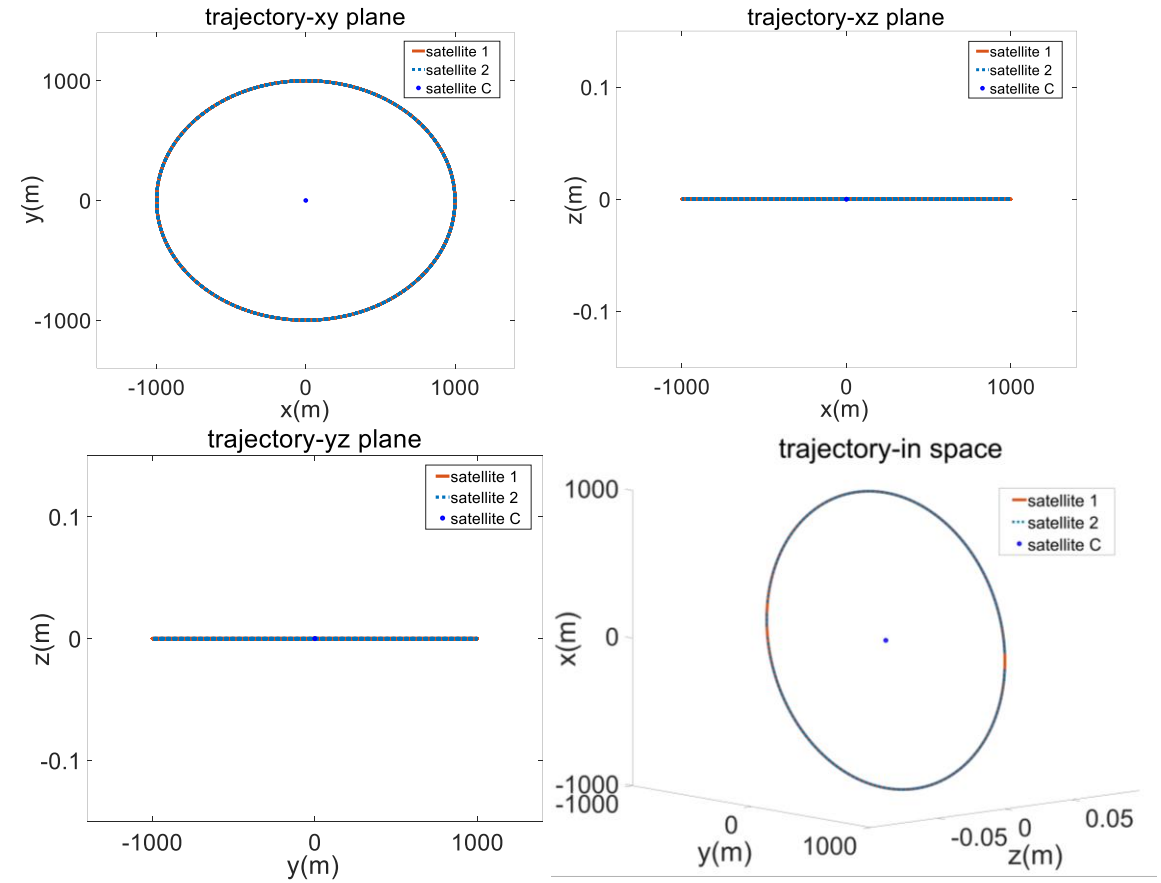 trajectory-xy plane
satellite 1
satellite 2
satellite C
1000
0
-1000
y(m)
-1000 0 1000
x(m)
trajectory-xz plane
satellite 1
satellite 2
satellite C
0.1
0
-0.1
z(m)
-1000 0 1000
x(m)
trajectory-yz plane
satellite 1
satellite 2
satellite C
0.1
0
-0.1
z(m)
-1000 0 1000
y(m)
trajectory-in space
satellite 1
satellite 2
satellite C
1000
0
-1000
x(m)
-1000 0 1000
y(m)
-0.05 0 0.05
z(m)